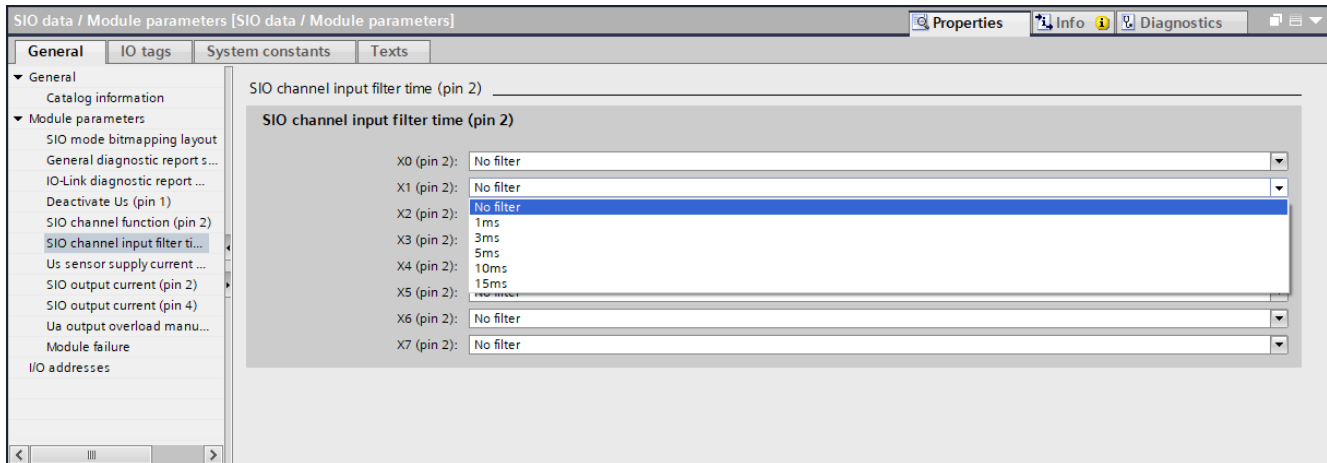 SIO data / Module parameters [SIO data / Module parameters]
Properties
Info
Diagnostics
General
IO tags
System constants
Texts
General
Catalog information
Module parameters
SIO mode bitmapping layout
General diagnostic report s...
IO-Link diagnostic report ...
Deactivate Us (pin 1)
SIO channel function (pin 2)
SIO channel input filter ti...
Us sensor supply current ...
SIO output current (pin 2)
SIO output current (pin 4)
Ua output overload manu...
Module failure
I/O addresses
SIO channel input filter time (pin 2)
SIO channel input filter time (pin 2)
X0 (pin 2): No filter
X1 (pin 2): No filter
X2 (pin 2):
X3 (pin 2):
X4 (pin 2):
No filter
1ms
3ms
5ms
10ms
15ms
X5 (pin 2): No filter
X6 (pin 2): No filter
X7 (pin 2): No filter